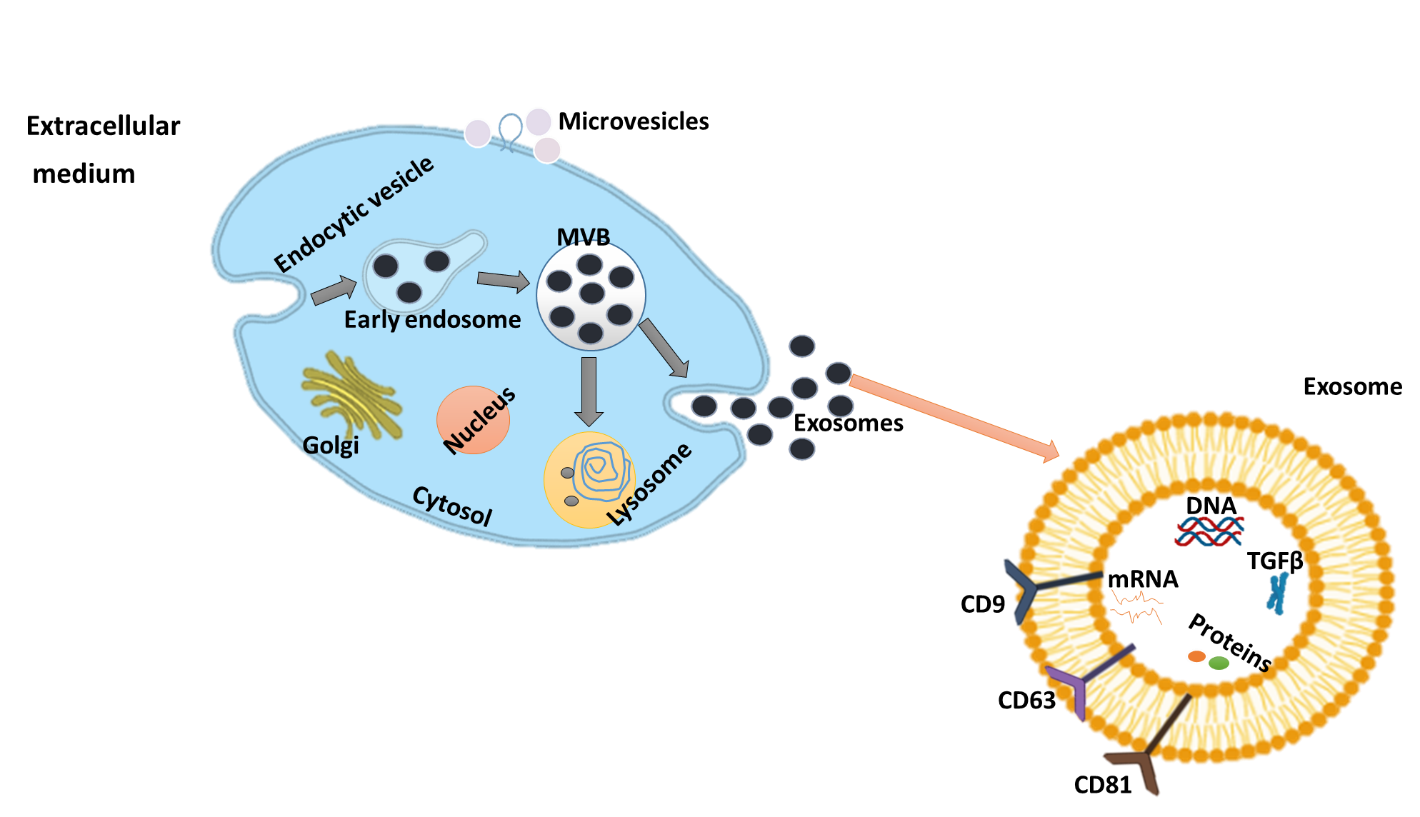 Extracellular
medium
Microvesicles
Endocytic vesicle
MVB
Early endosome
Golgi
Nucleus
Cytosol
Lysosome
Exosomes
Exosome
DNA
TGFβ
mRNA
Proteins
CD9
CD63
CD81